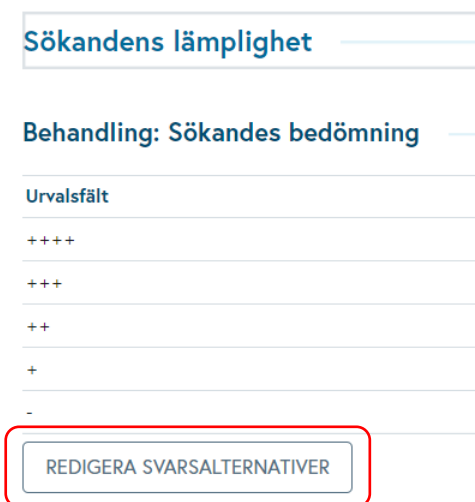 Sökandens lämplighet
Behandling: Sökandes bedömning
Urvalsfält
++++
+++
++
+
-
REDIGERA SVARSALTERNATIVER